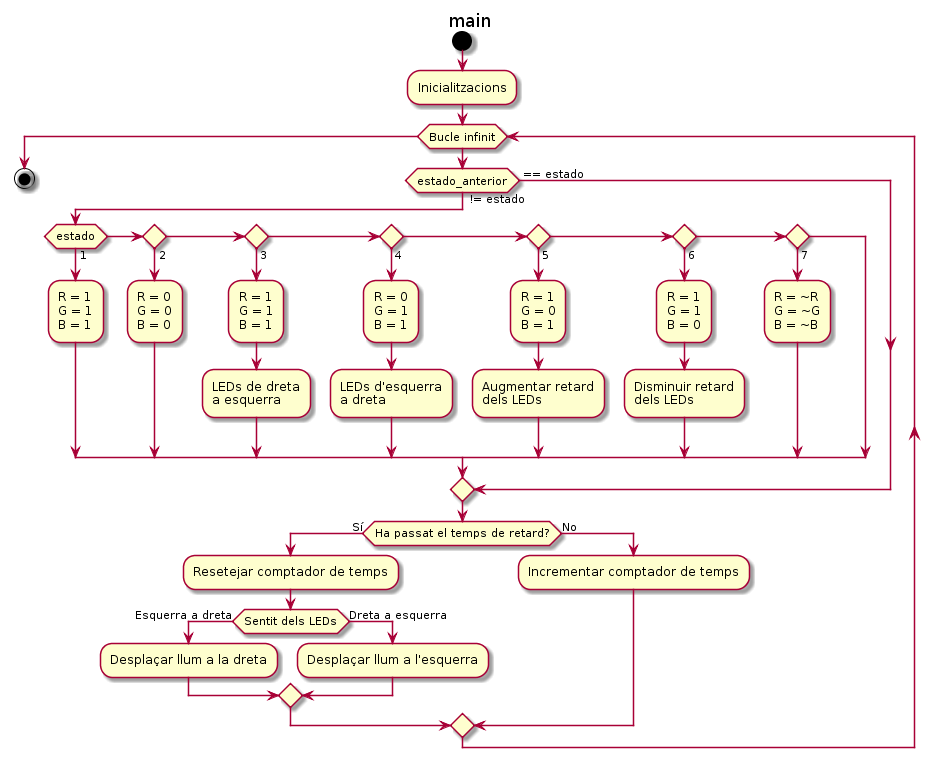 main
Inicialitzacions
Bucle infinit
estado_anterior
== estado
!= estado
estado
1
2
3
4
5
6
7
R = 1
G = 1
B = 1
R = 0
G = 0
B = 0
R = 1
G = 1
B = 1
R = 0
G = 1
B = 1
R = 1
G = 0
B = 1
R = 1
G = 1
B = 0
R = ~R
G = ~G
B = ~B
LEDs de dreta
a esquerra
LEDs d'esquerra
a dreta
Augmentar retard
dels LEDs
Disminuir retard
dels LEDs
Sí
Ha passat el temps de retard?
No
Resetejar comptador de temps
Incrementar comptador de temps
Esquerra a dreta
Sentit dels LEDs
Dreta a esquerra
Desplaçar llum a la dreta
Desplaçar llum a l'esquerra